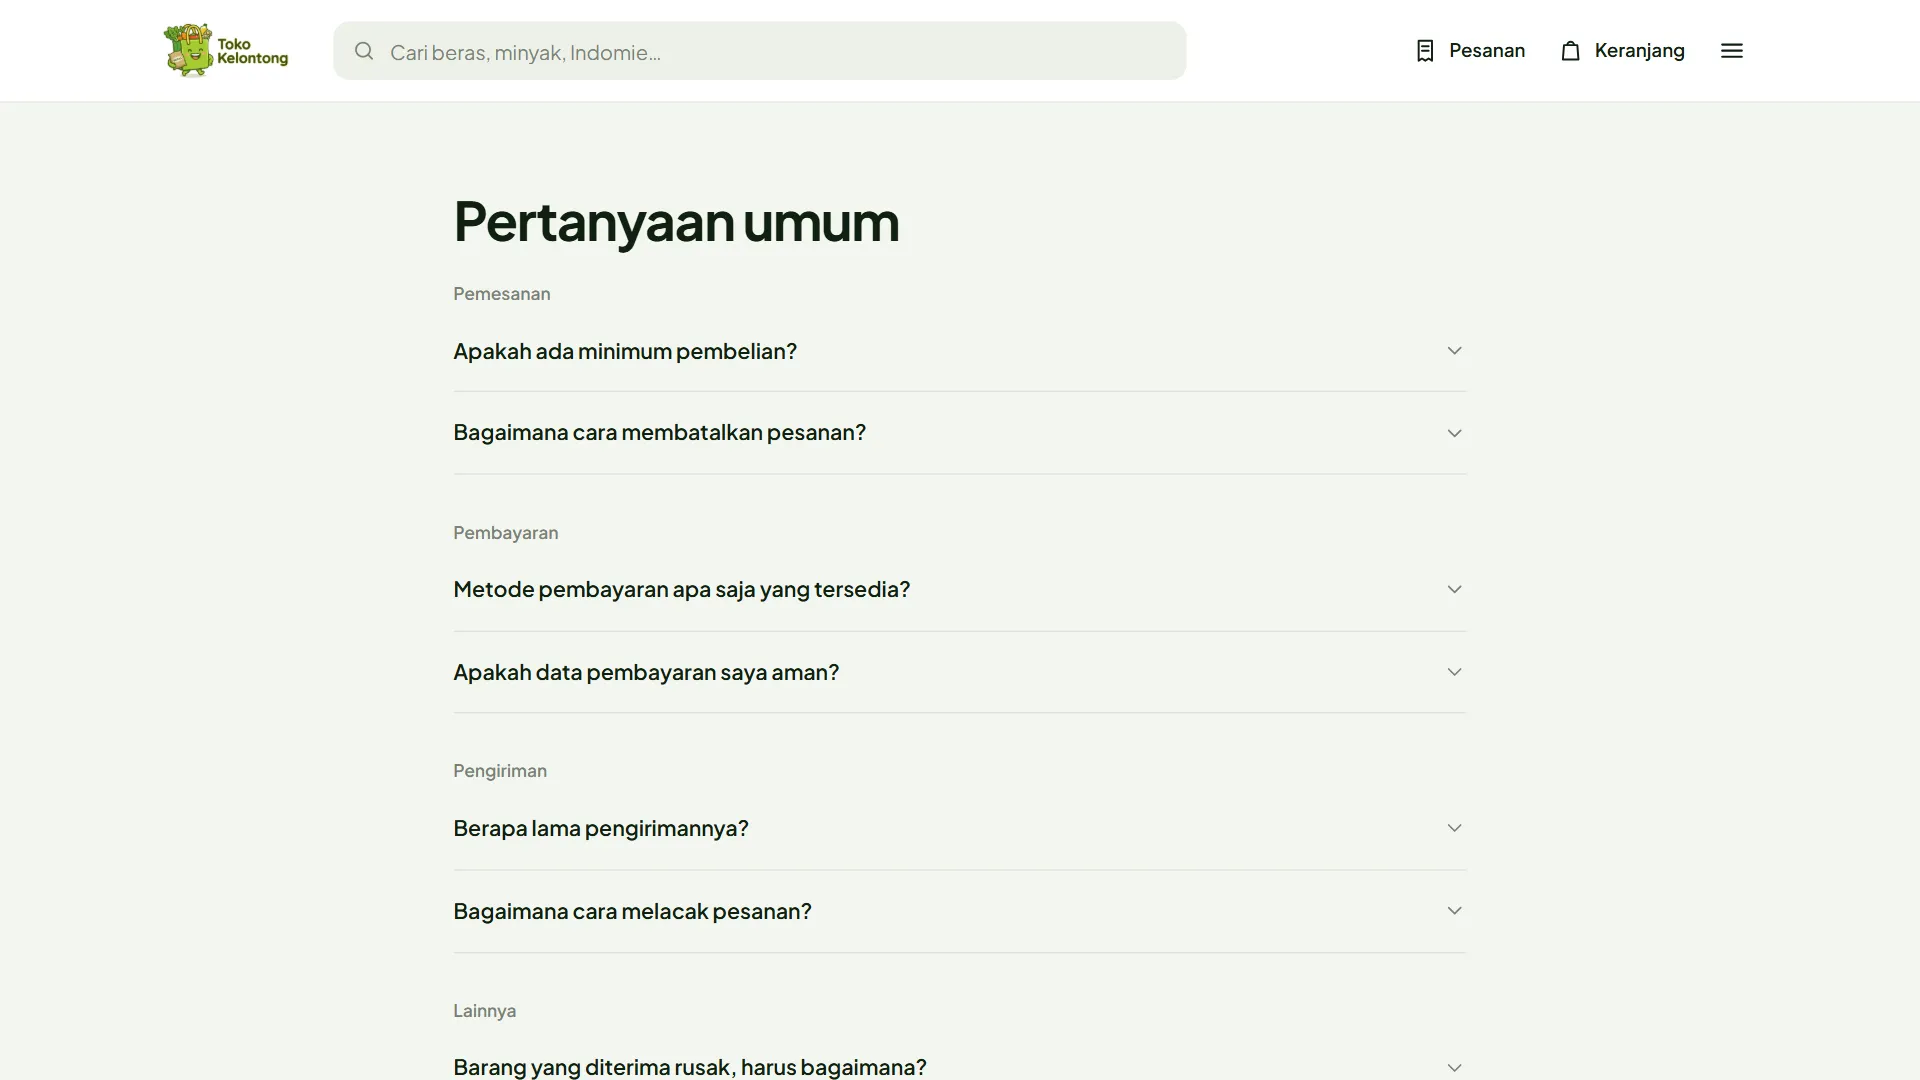 Toko
Kelontong
Cari beras, minyak, Indomie...
Pesanan
Keranjang
Pertanyaan umum
Pemesanan
Apakah ada minimum pembelian?
Bagaimana cara membatalkan pesanan?
Pembayaran
Metode pembayaran apa saja yang tersedia?
Apakah data pembayaran saya aman?
Pengiriman
Berapa lama pengirimannya?
Bagaimana cara melacak pesanan?
Lainnya
Barang yang diterima rusak, harus bagaimana?